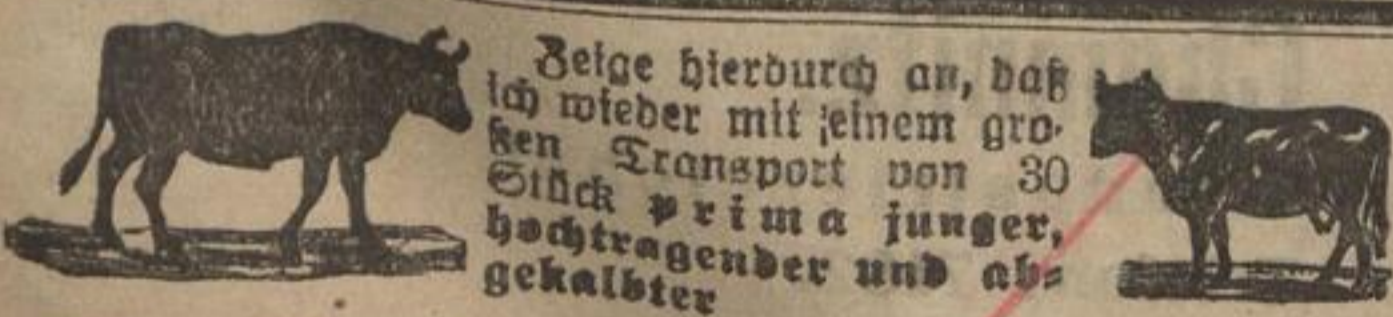 Zeige hierdurch an, daß
ich wieder mit einem gro-
ßen Transport von 30
Stück prima junger,
hochtragender und ab-
gekalbter